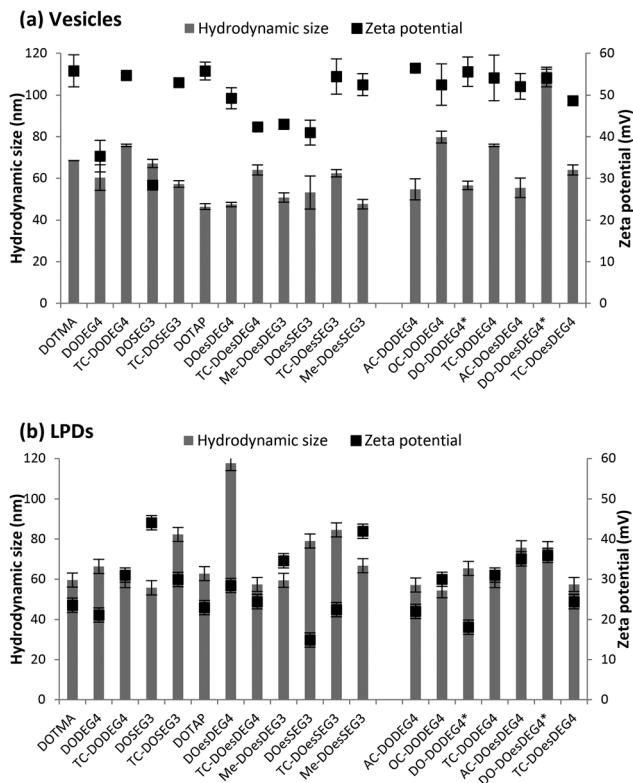 (a) Vesicles
Hydrodynamic size
Zeta potential
Hydrodynamic size (nm)
120
100
80
60
40
20
0
60
50
40
30
20
10
0
Zeta potential (mV)
DOTMA
DODEG4
TC-DODEG4
DOSEG3
TC-DOSEG3
DOTAP
DOesDEG4
TC-DOesDEG4
Me-DOesSEG3
DOesSEG3
TC-DOesSEG3
Me-DOesSEG3
AC-DODEG4
OC-DODEG4
DO-DODEG4*
TC-DODEG4
AC-DOesDEG4
DO-DOesDEG4*
TC-DOesDEG4
(b) LPDs
Hydrodynamic size
Zeta potential
Hydrodynamic size (nm)
120
100
80
60
40
20
0
60
50
40
30
20
10
0
Zeta potential (mV)
DOTMA
DODEG4
TC-DODEG4
DOSEG3
TC-DOSEG3
DOTAP
DOesDEG4
TC-DOesDEG4
Me-DOesSEG3
DOesSEG3
TC-DOesSEG3
Me-DOesSEG3
AC-DODEG4
OC-DODEG4
DO-DODEG4*
TC-DODEG4
AC-DOesDEG4
DO-DOesDEG4*
TC-DOesDEG4